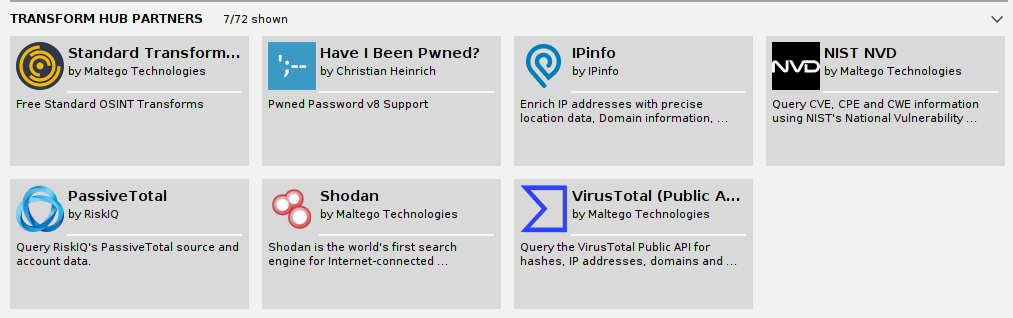 TRANSFORM HUB PARTNERS 7/72 shown
Standard Transform...
by Maltego Technologies
Free Standard OSINT Transforms
';--
Have I Been Pwned?
by Christian Heinrich
Pwned Password v8 Support
IPinfo
by IPinfo
Enrich IP addresses with precise
location data, Domain information, ...
NVD
NIST NVD
by Maltego Technologies
Query CVE, CPE and CWE information
using NIST's National Vulnerability ...
PassiveTotal
by RiskIQ
Query RiskIQ's PassiveTotal source and
account data.
Shodan
by Maltego Technologies
Shodan is the world's first search
engine for Internet-connected ...
VirusTotal (Public A...
by Maltego Technologies
Query the VirusTotal Public API for
hashes, IP addresses, domains and ...